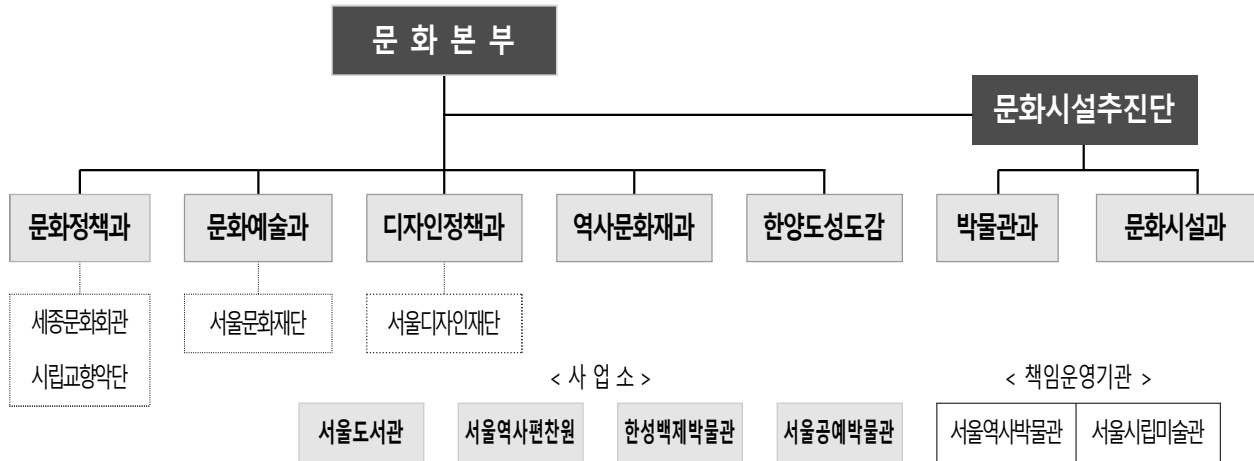 문 화 본 부
문화시설추진단
문화정책과 문화예술과 디자인정책과 역사문화재과 한양도성도감 박물관과 문화시설과
세종문화회관 서울문화재단 서울디자인재단
시립교향악단
< 사 업 소 > < 책임운영기관 >
서울도서관 서울역사편찬원 한성백제박물관 서울공예박물관 서울역사박물관 서울시립미술관